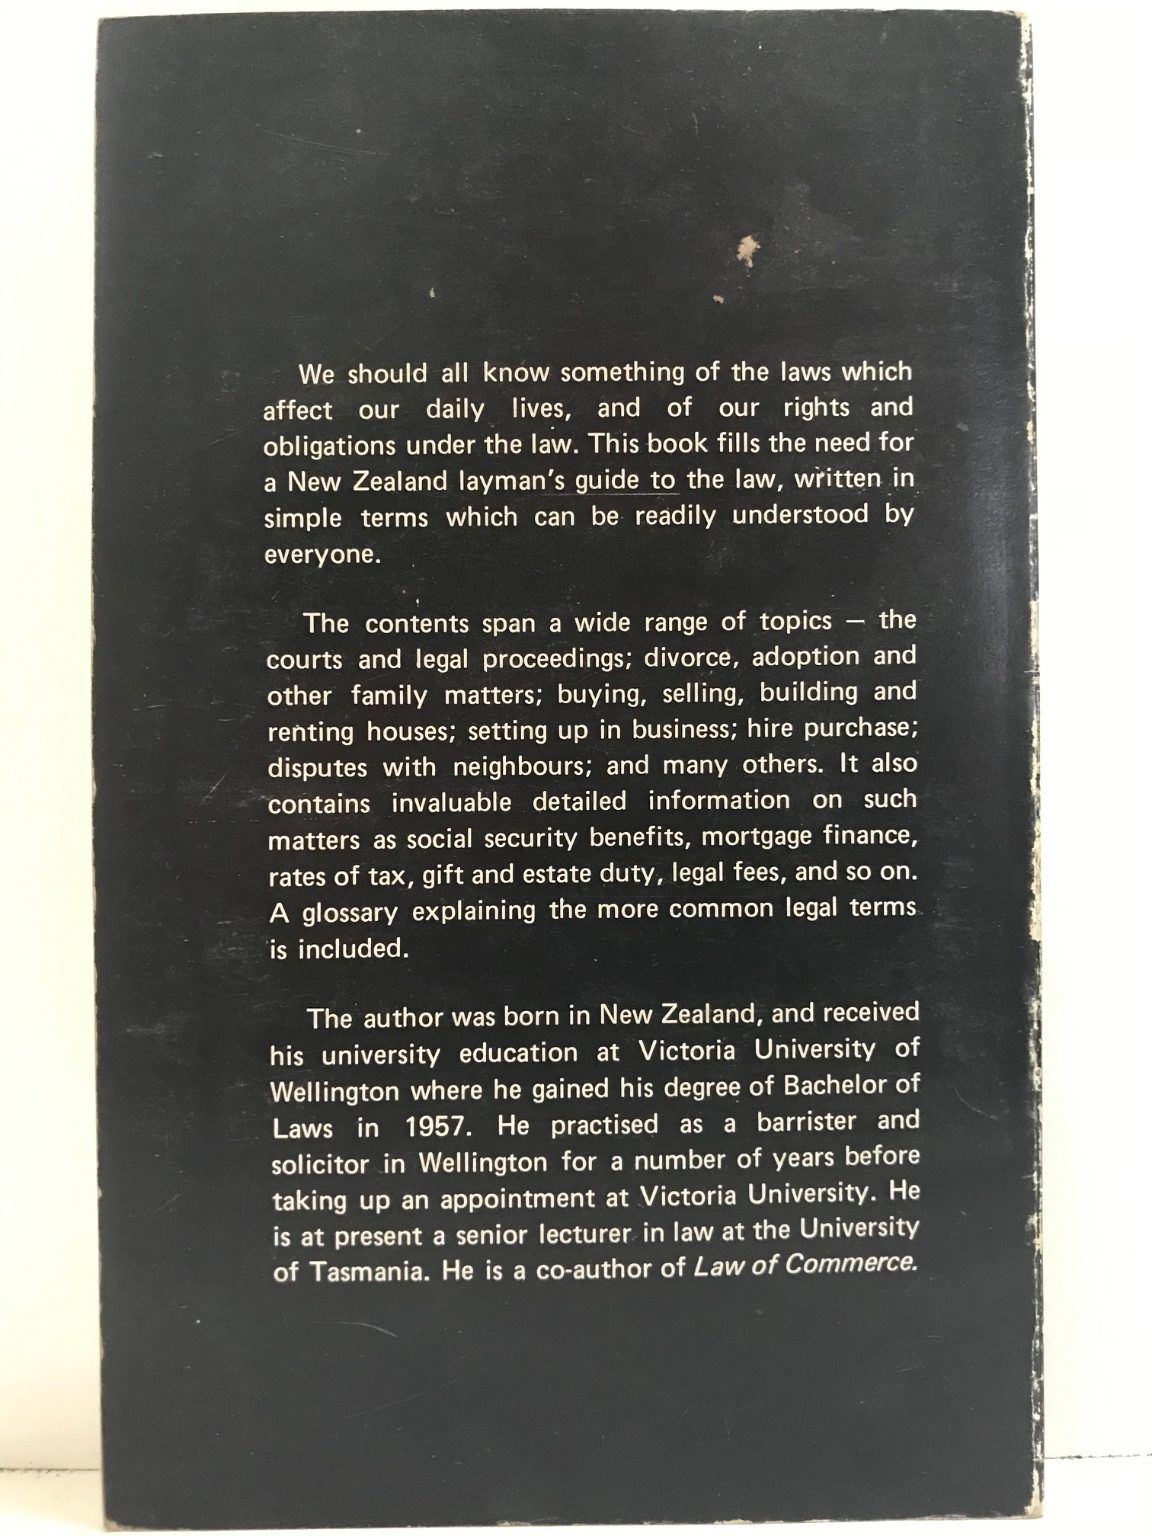 We should all know something of the laws which
affect our daily lives, and of our rights and
obligations under the law. This book fills the need for
a New Zealand layman's guide to the law, written in
simple terms which can be readily understood by
everyone.
The contents span a wide range of topics — the
courts and legal proceedings; divorce, adoption and
other family matters; buying, selling, building and
renting houses; setting up in business; hire purchase;
disputes with neighbours; and many others. It also
contains invaluable detailed information on such
matters as social security benefits, mortgage finance,
rates of tax, gift and estate duty, legal fees, and so on.
A glossary explaining the more common legal terms
is included.
The author was born in New Zealand, and received
his university education at Victoria University of
Wellington where he gained his degree of Bachelor of
Laws in 1957. He practised as a barrister and
solicitor in Wellington for a number of years before
taking up an appointment at Victoria University. He
is at present a senior lecturer in law at the University
of Tasmania. He is a co-author of Law of Commerce.